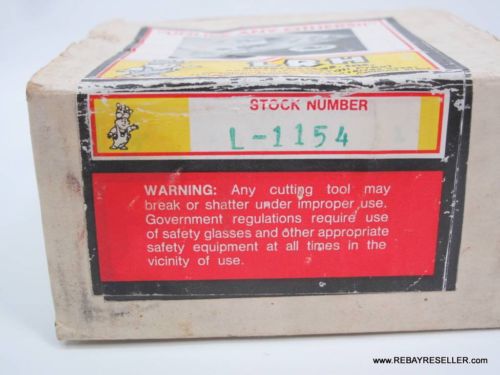 STOCK NUMBER
L-1154
WARNING: Any cutting tool may
break or shatter under improper use.
Government regulations require use
of safety glasses and other appropriate
safety equipment at all times in the
vicinity of use.
www.REBAYRESELLER.com